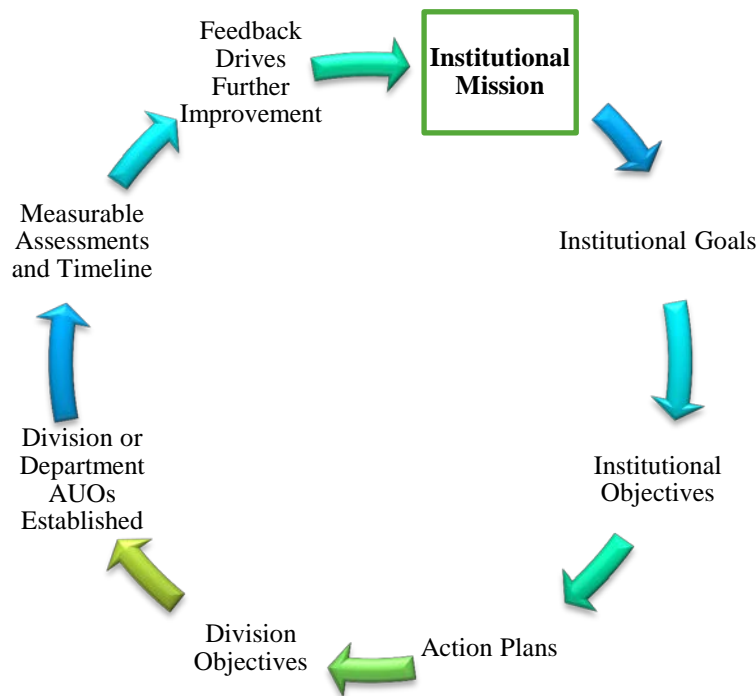 Institutional
Mission
Institutional Goals
Institutional
Objectives
Action Plans
Division
Objectives
Division or
Department
AUOs
Established
Measurable
Assessments
and Timeline
Feedback
Drives
Further
Improvement